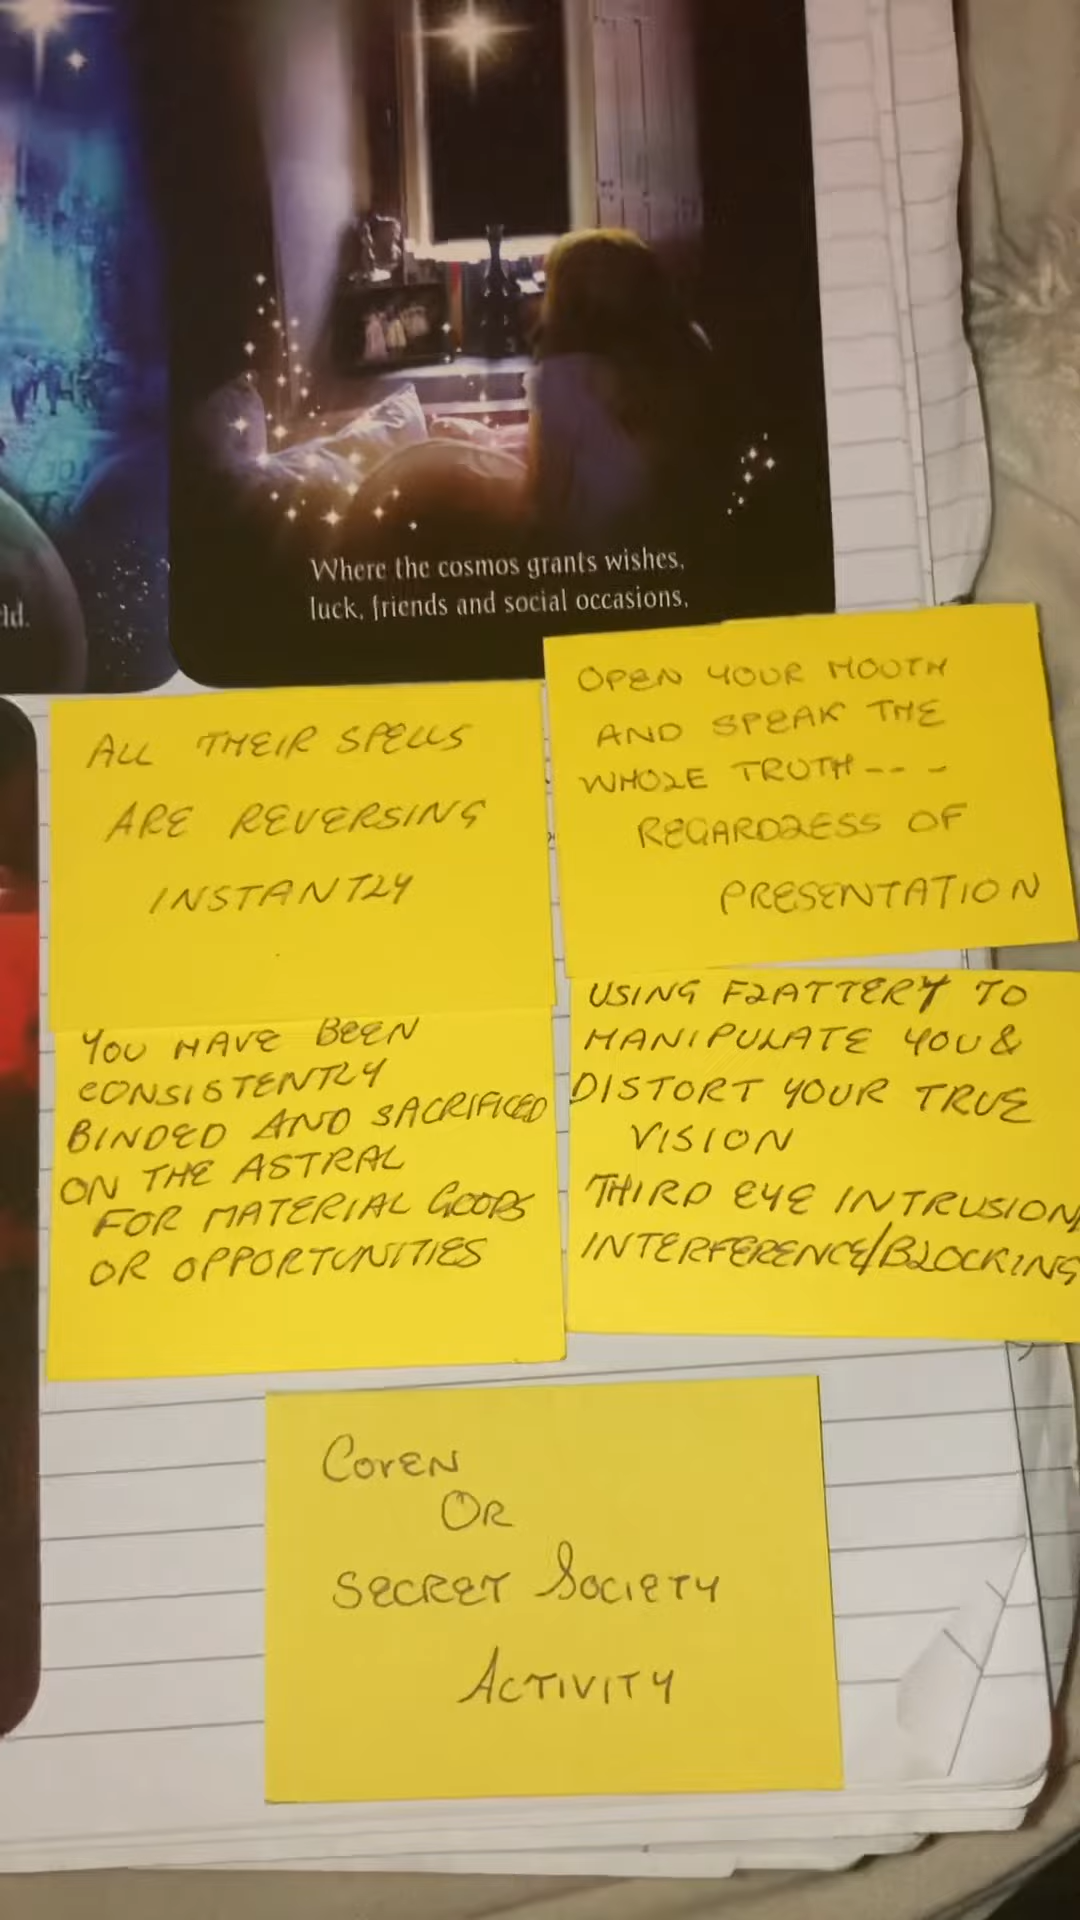 ld.
Where the cosmos grants wishes,
luck, friends and social occasions,
ALL THEIR SPELLS
ARE REVERSING
INSTANTLY
OPEN YOUR MOUTH
AND SPEAK THE
WHOLE TRUTH----
REGARDLESS OF
PRESENTATION
YOU HAVE BEEN
CONSISTENTLY
BINDED AND SACRIFICED
ON THE ASTRAL
FOR MATERIAL GOODS
OR OPPORTUNITIES
USING FLATTERY TO
MANIPULATE YOU &
DISTORT YOUR TRUE
VISION
THIRD EYE INTRUSION/
INTERFERENCE/BLOCKING
COVEN
OR
SECRET SOCIETY
ACTIVITY